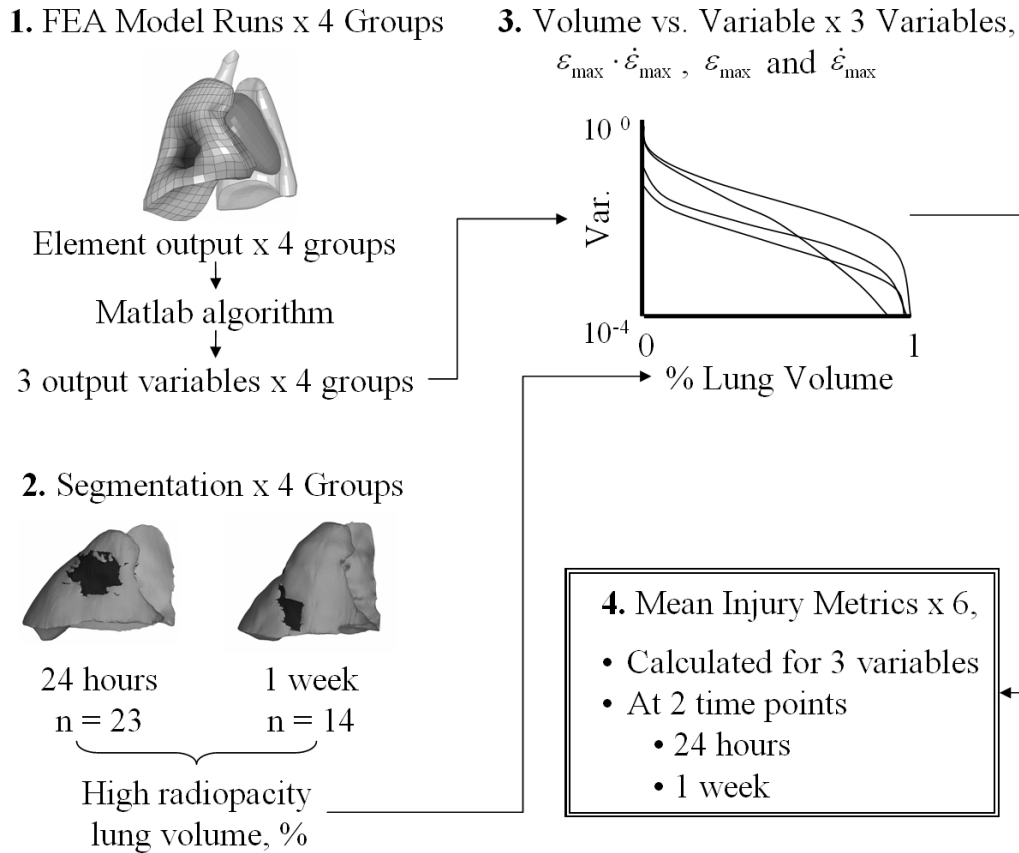 1. FEA Model Runs x 4 Groups
Element output x 4 groups
Matlab algorithm
3 output variables x 4 groups
2. Segmentation x 4 Groups
24 hours
n = 23
1 week
n = 14
High radiopacity
lung volume, %
3. Volume vs. Variable x 3 Variables,
εmax · ε̇max , εmax and ε̇max
10 0
Var.
10-4
0
1
% Lung Volume
4. Mean Injury Metrics x 6,
• Calculated for 3 variables
• At 2 time points
• 24 hours
• 1 week